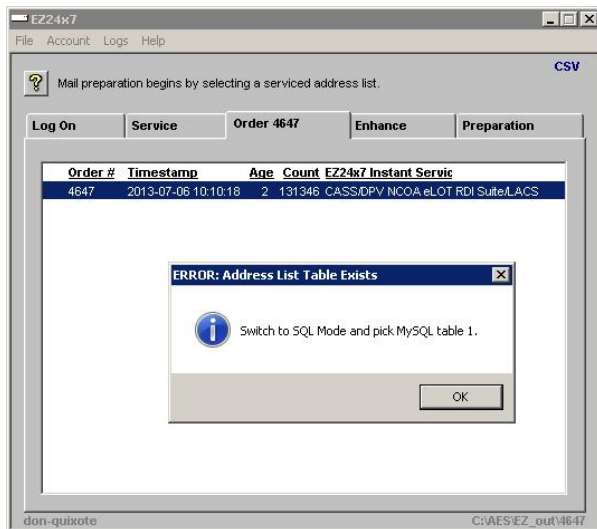 EZ24x7
File Account Logs Help
CSV
Mail preparation begins by selecting a serviced address list.
Log On Service Order 4647 Enhance Preparation
Order # Timestamp Age Count EZ24x7 Instant Servic
4647 2013-07-06 10:10:18 2 131346 CASS/DPV NCOA eLOT RDI Suite/LACS
ERROR: Address List Table Exists
Switch to SQL Mode and pick MySQL table 1.
OK
don-quixote C:\AES\EZ_out\4647